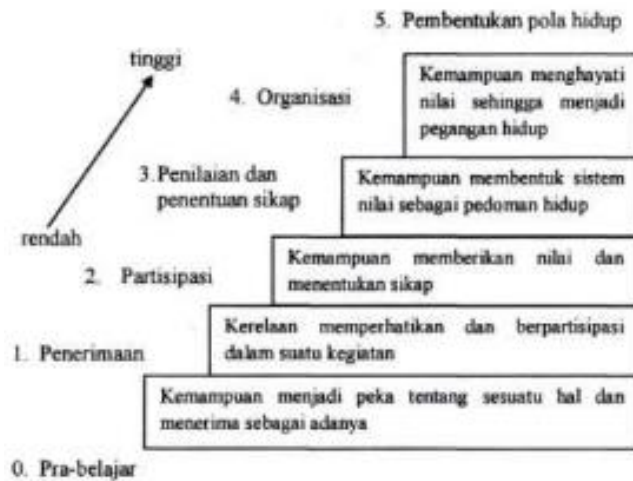 5. Pembentukan pola hidup
tinggi
Kemampuan menghayati
nilai sehingga menjadi
pegangan hidup
4. Organisasi
3. Penilaian dan
penentuan sikap
Kemampuan membentuk sistem
nilai sebagai pedoman hidup
rendah
2. Partisipasi
Kemampuan memberikan nilai dan
menentukan sikap
1. Penerimaan
Kerelaan memperhatikan dan berpartisipasi
dalam suatu kegiatan
Kemampuan menjadi peka tentang sesuatu hal dan
menerima sebagai adanya
0. Pra-belajar